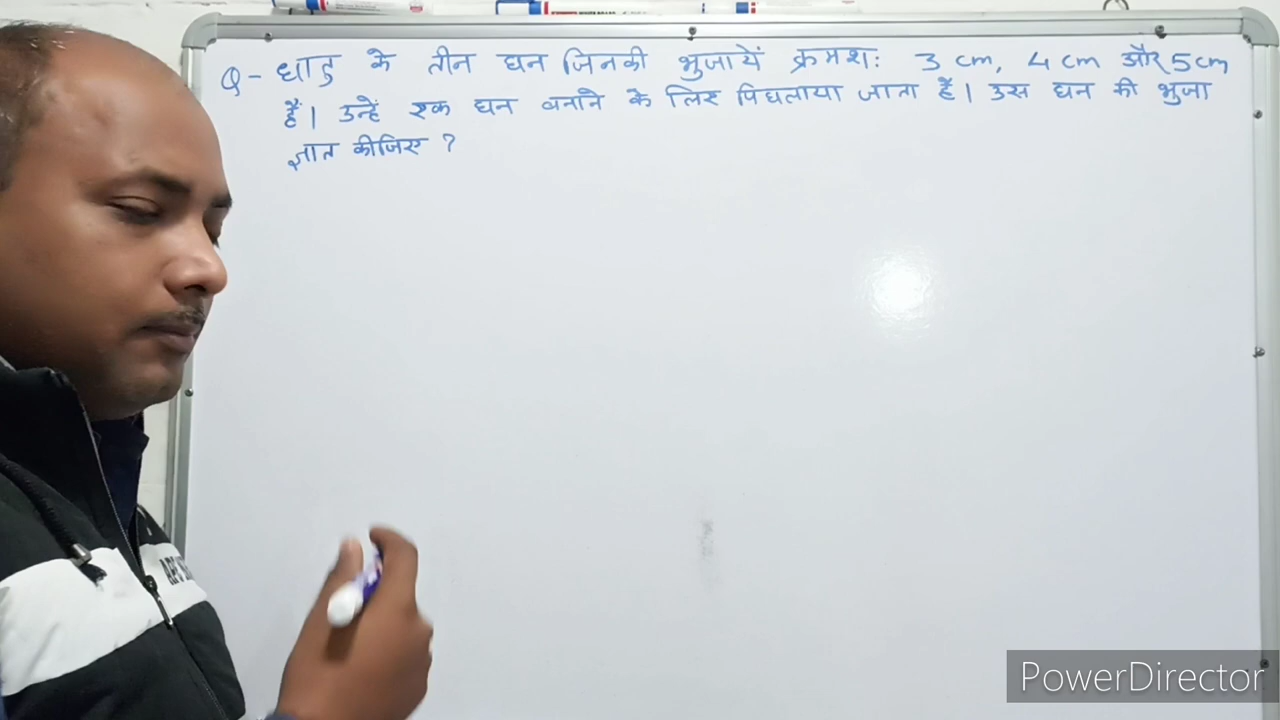 Q- धातु के तीन घन जिनकी भुजायें क्रमशः 3 cm, 4 cm और 5 cm
हैं। उन्हें एक घन बनाने के लिए पिघलाया जाता हैं। उस घन की भुजा
ज्ञात कीजिए ?
PowerDirector